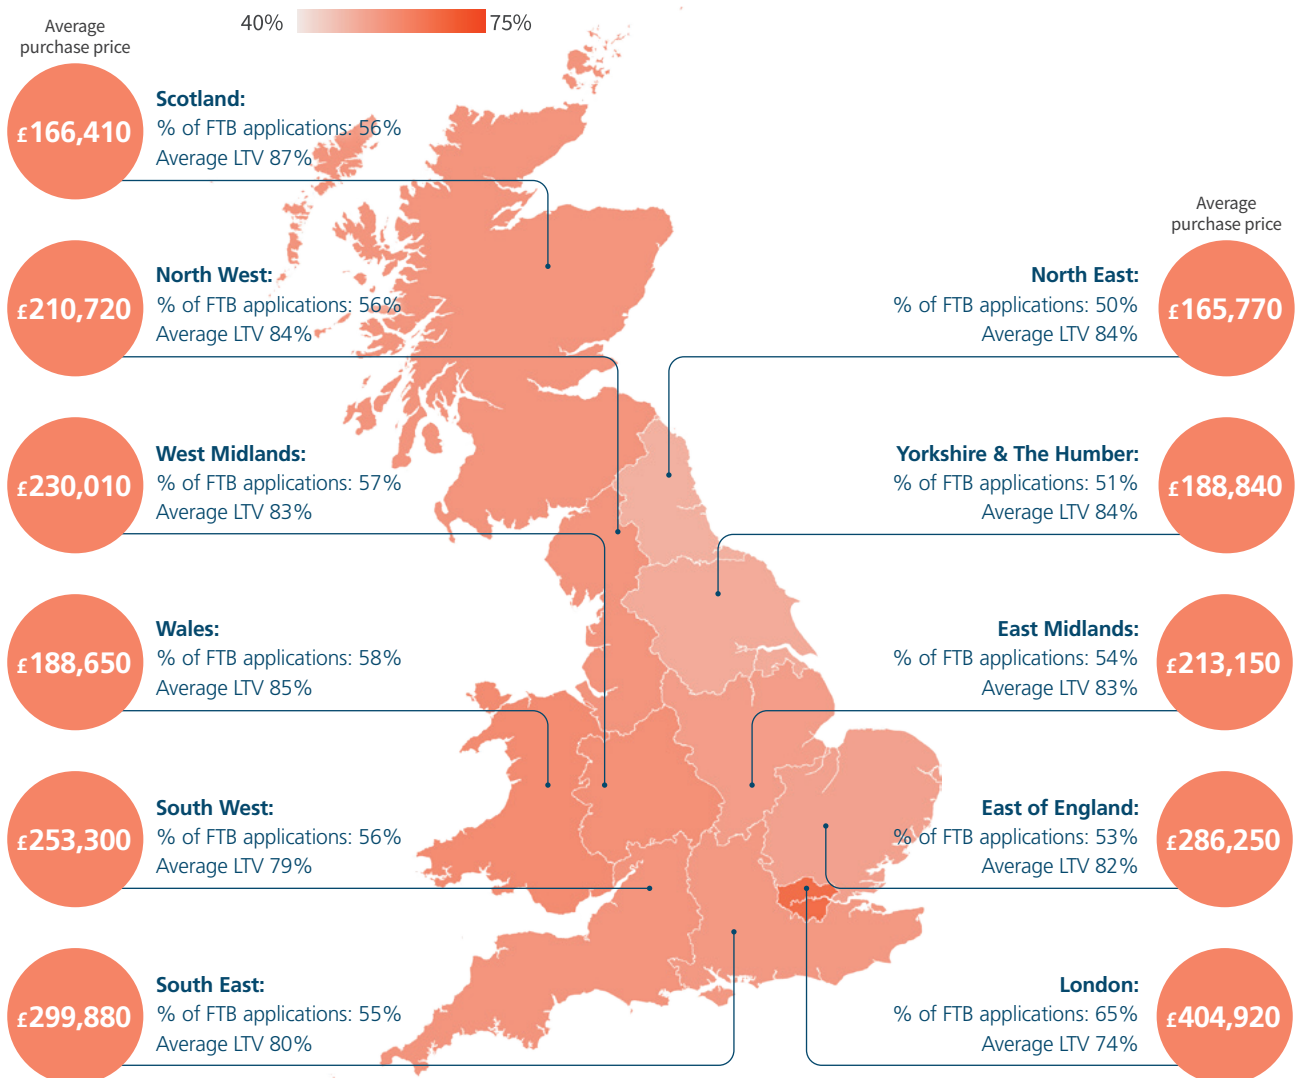 40%
75%
Average
purchase price
£166,410
Scotland:
% of FTB applications: 56%
Average LTV 87%
£210,720
North West:
% of FTB applications: 56%
Average LTV 84%
£230,010
West Midlands:
% of FTB applications: 57%
Average LTV 83%
£188,650
Wales:
% of FTB applications: 58%
Average LTV 85%
£253,300
South West:
% of FTB applications: 56%
Average LTV 79%
£299,880
South East:
% of FTB applications: 55%
Average LTV 80%
Average
purchase price
North East:
% of FTB applications: 50%
Average LTV 84%
£165,770
Yorkshire & The Humber:
% of FTB applications: 51%
Average LTV 84%
£188,840
East Midlands:
% of FTB applications: 54%
Average LTV 83%
£213,150
East of England:
% of FTB applications: 53%
Average LTV 82%
£286,250
London:
% of FTB applications: 65%
Average LTV 74%
£404,920